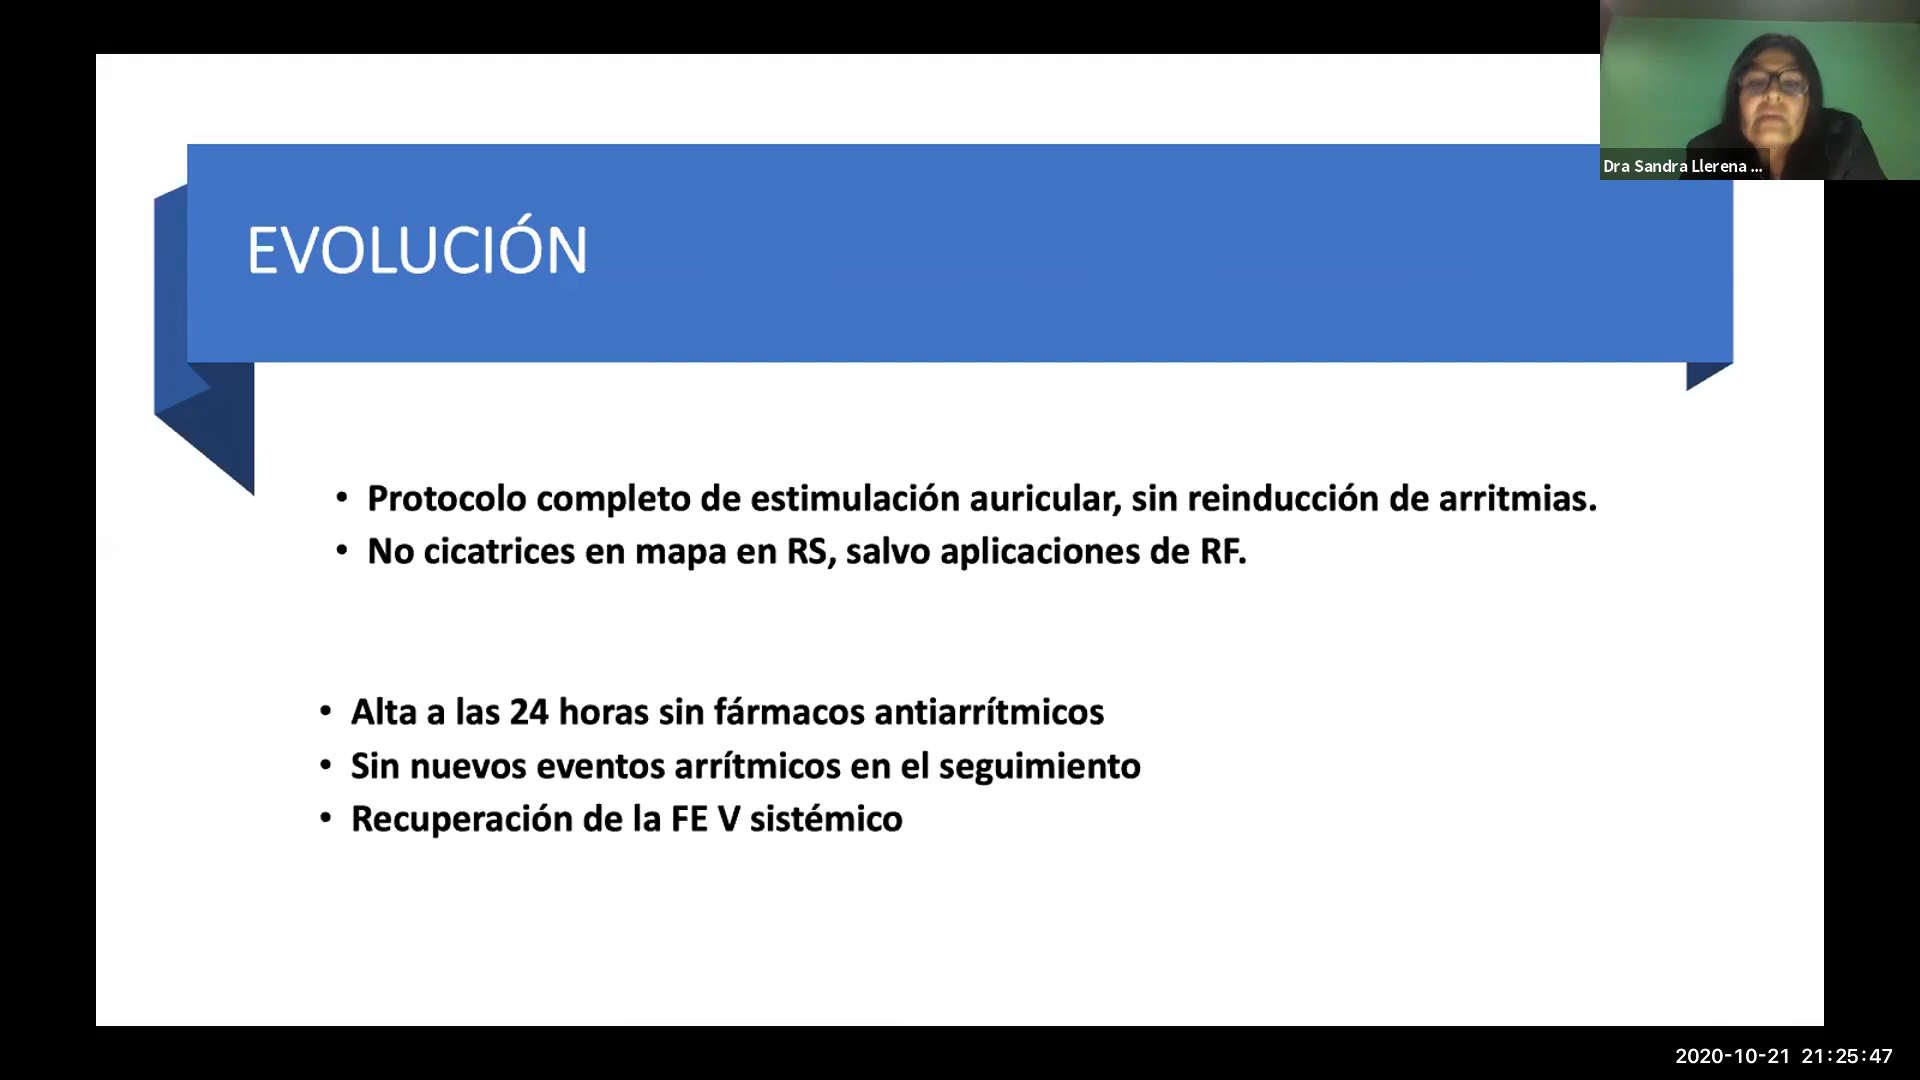 Dra Sandra Llerena ...
EVOLUCIÓN
• Protocolo completo de estimulación auricular, sin reinducción de arritmias.
• No cicatrices en mapa en RS, salvo aplicaciones de RF.
• Alta a las 24 horas sin fármacos antiarrítmicos
• Sin nuevos eventos arrítmicos en el seguimiento
• Recuperación de la FE V sistémico
2020-10-21 21:25:47